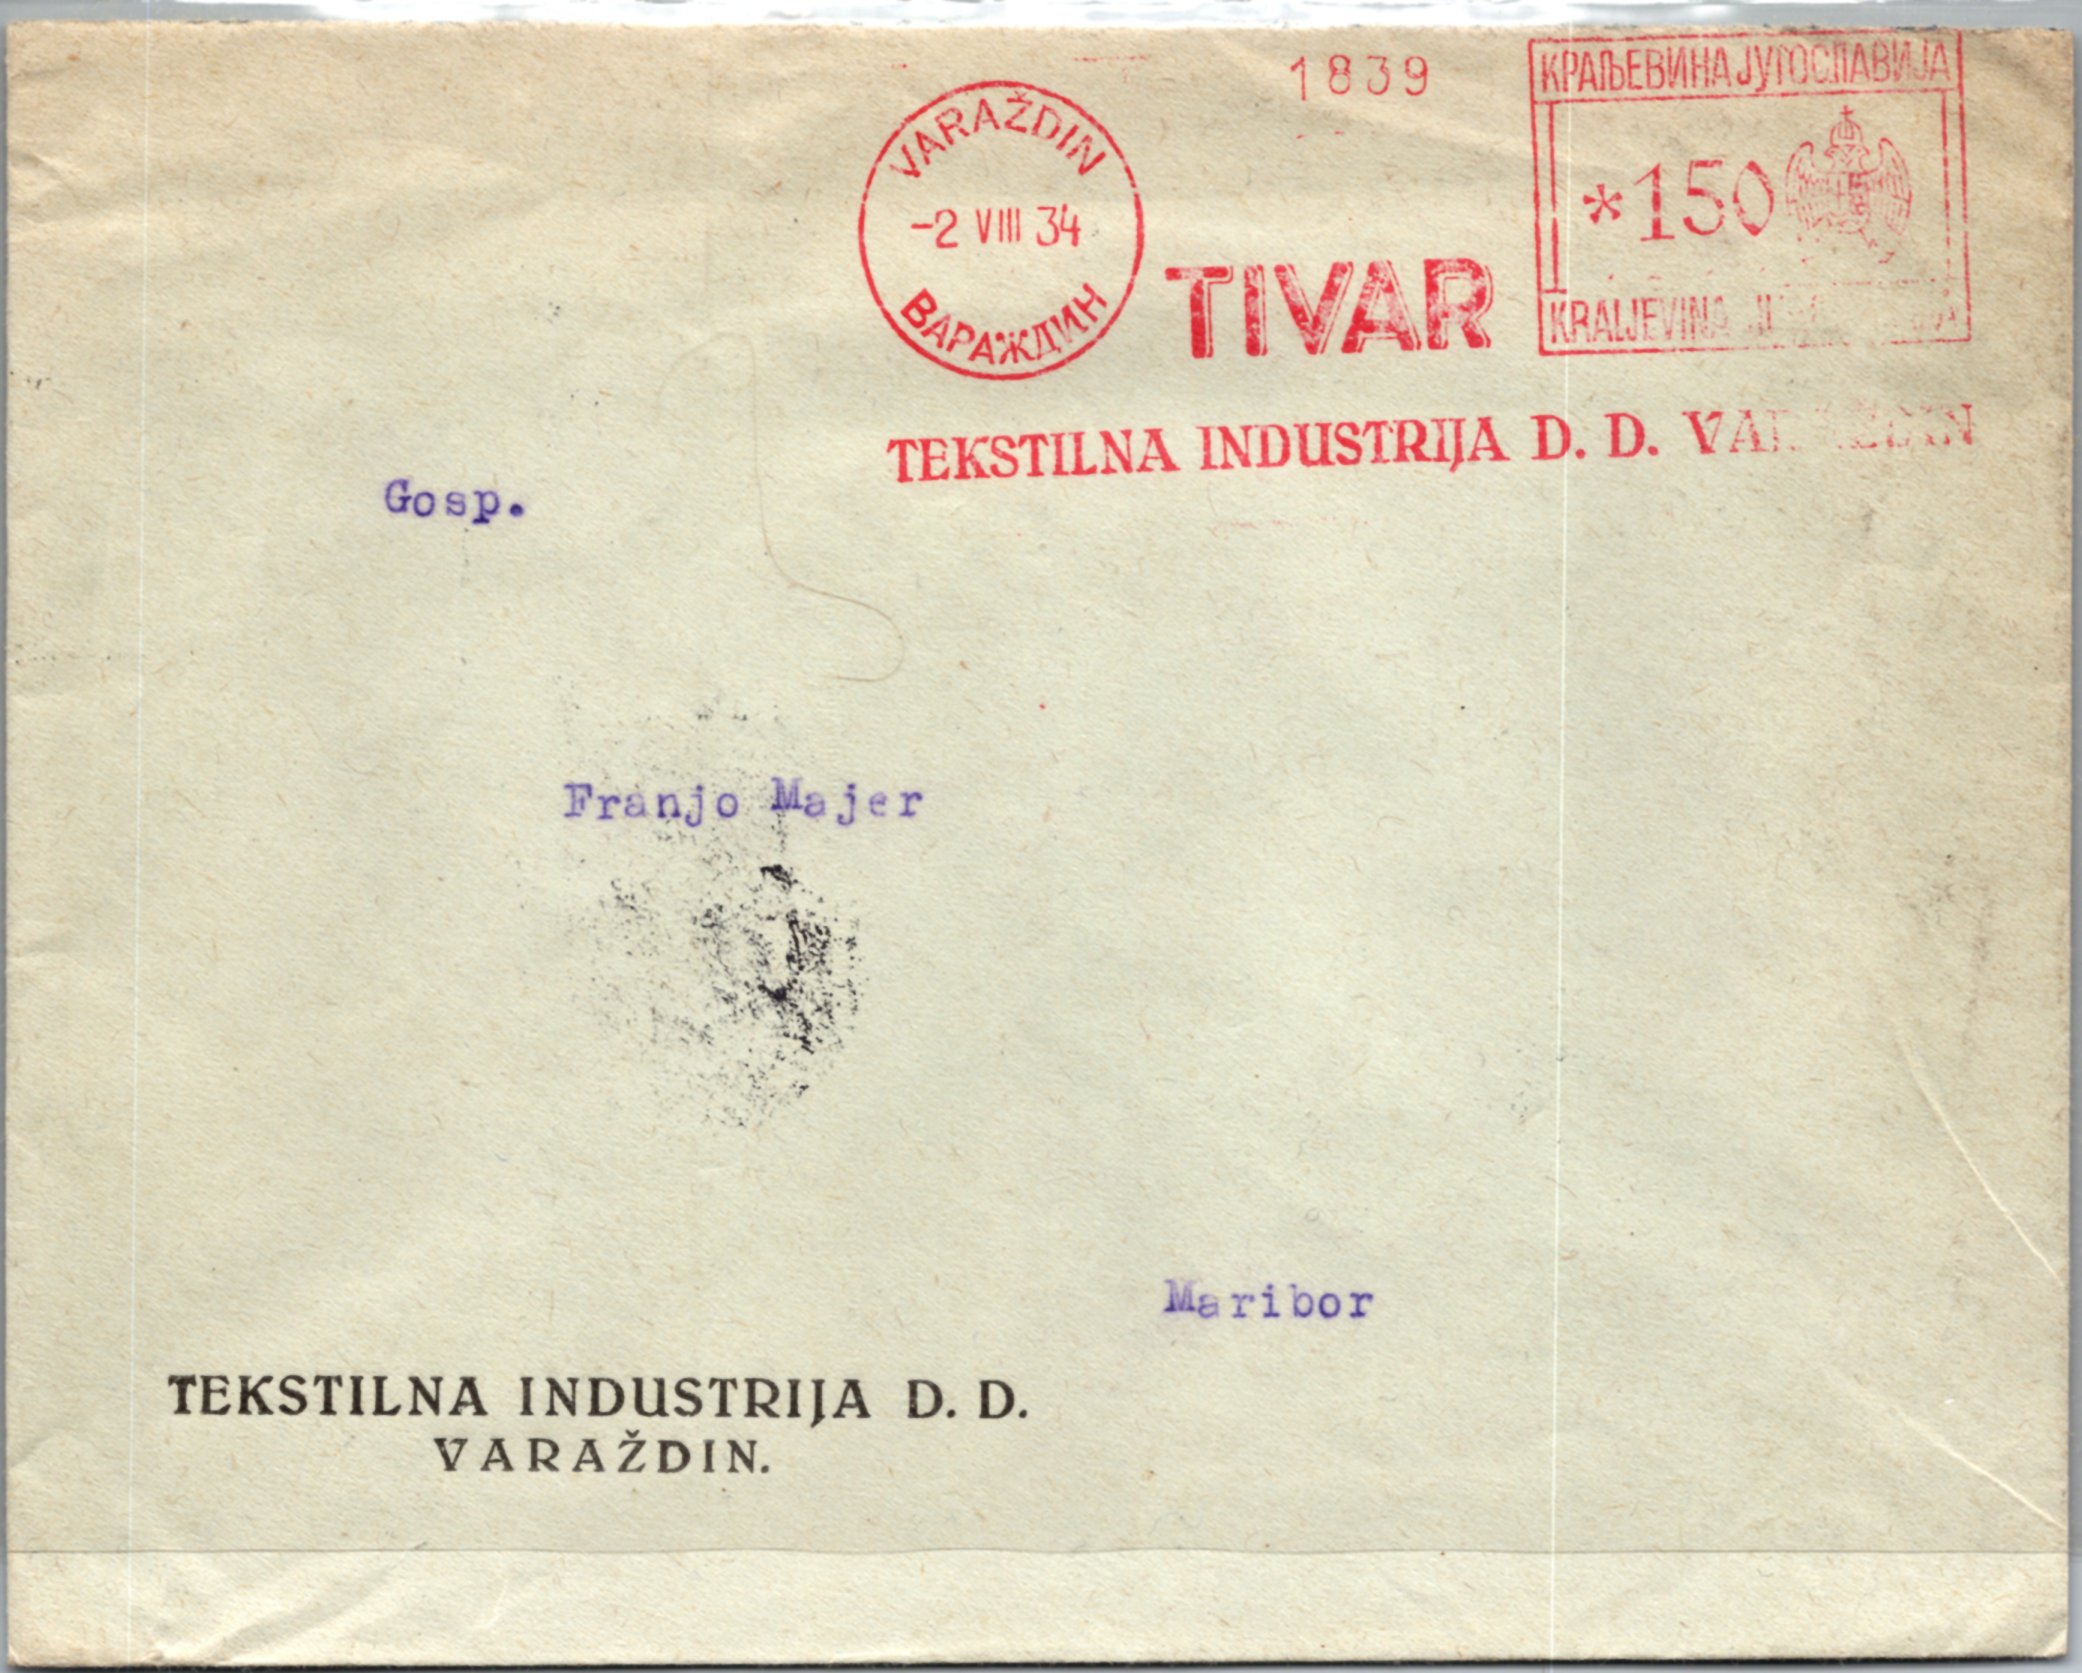 1839
КРАЉЕВИНА ЈУГОСЛАВИЈА
VARAŽDIN
-2 VIII 34
ВАРАЖДИН
*150
TIVAR
KRALJEVINA
TEKSTILNA INDUSTRIJA D. D. VARAŽDIN
Gosp.
Franjo Majer
Maribor
TEKSTILNA INDUSTRIJA D. D.
VARAŽDIN.